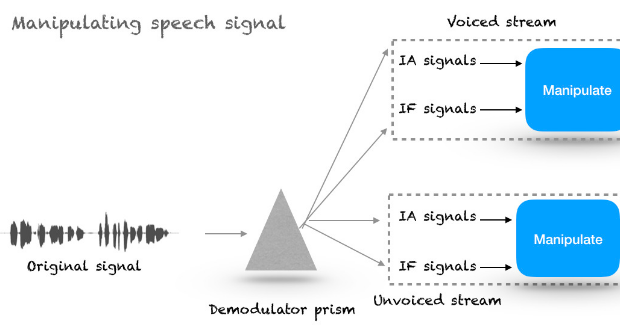 Manipulating speech signal
Voiced stream
IA signals
Manipulate
IF signals
IA signals
Manipulate
IF signals
Original signal
Unvoiced stream
Demodulator prism